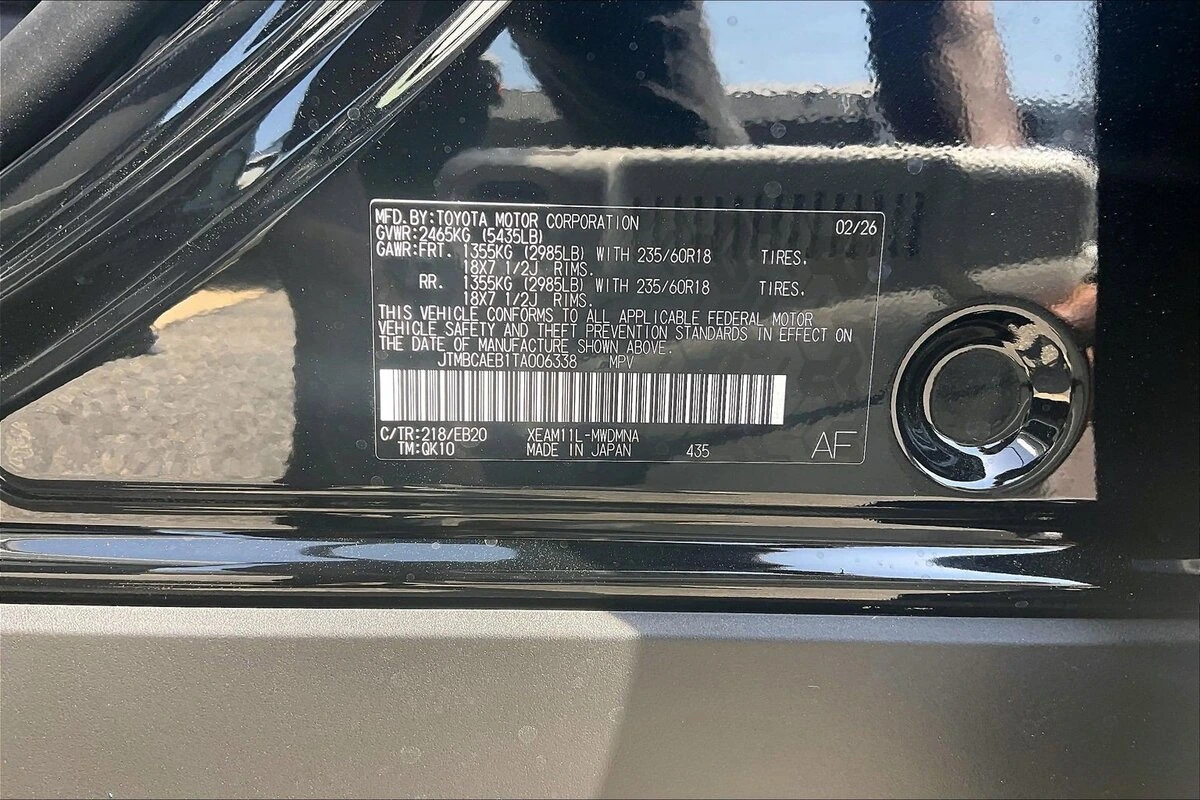 MFD. BY: TOYOTA MOTOR CORPORATION 02/26
GVWR: 2465KG (5435LB)
GAWR: FRT. 1355KG (2985LB) WITH 235/60R18 TIRES,
18X7 1/2J RIMS.
RR. 1355KG (2985LB) WITH 235/60R18 TIRES,
18X7 1/2J RIMS.
THIS VEHICLE CONFORMS TO ALL APPLICABLE FEDERAL MOTOR
VEHICLE SAFETY AND THEFT PREVENTION STANDARDS IN EFFECT ON
THE DATE OF MANUFACTURE SHOWN ABOVE.
JTMBCAEB1TA006338 MPV
C/TR: 218/EB20 XEAM11L-MWDMNA
TM: QK10 MADE IN JAPAN 435 AF